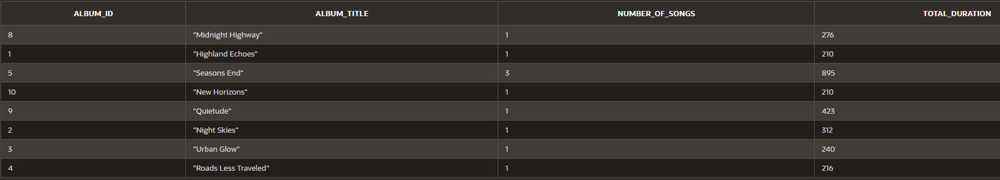 ALBUM_ID ALBUM_TITLE NUMBER_OF_SONGS TOTAL_DURATION
8 "Midnight Highway" 1 276
1 "Highland Echoes" 1 210
5 "Seasons End" 3 895
10 "New Horizons" 1 210
9 "Quietude" 1 423
2 "Night Skies" 1 312
3 "Urban Glow" 1 240
4 "Roads Less Traveled" 1 216